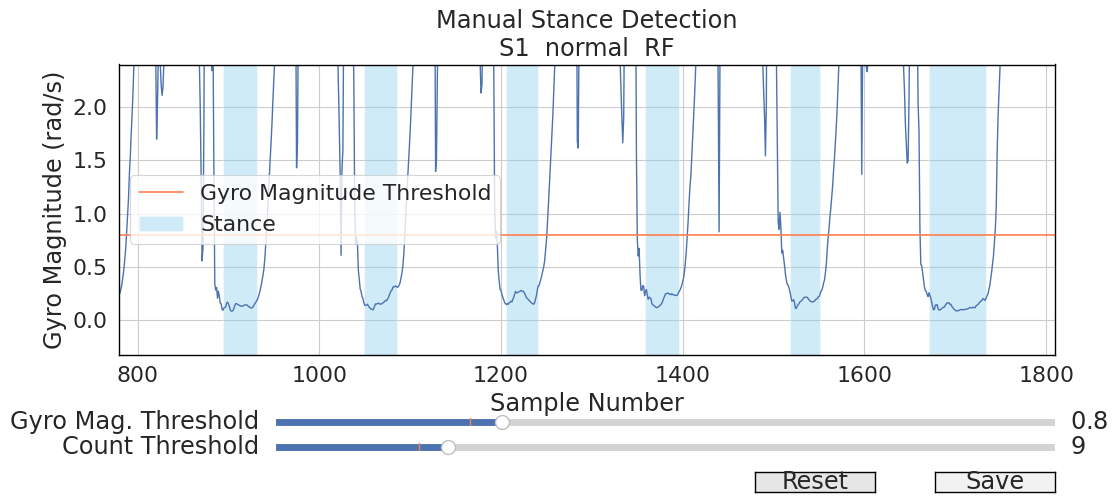 Manual Stance Detection
S1 normal RF
Gyro Magnitude (rad/s)
2.0
1.5
1.0
0.5
0.0
Gyro Magnitude Threshold
Stance
800 1000 1200 1400 1600 1800
Sample Number
Gyro Mag. Threshold 0.8
Count Threshold 9
Reset Save